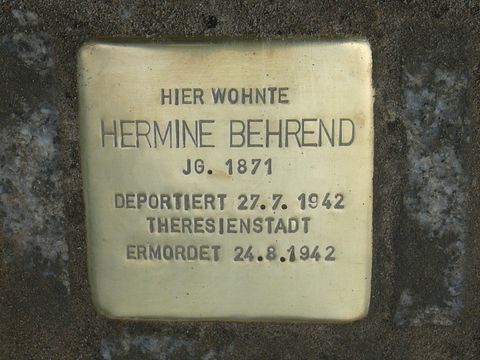 HIER WOHNTE
HERMINE BEHREND
JG. 1871
DEPORTIERT 27.7. 1942
THERESIENSTADT
ERMORDET 24.8.1942